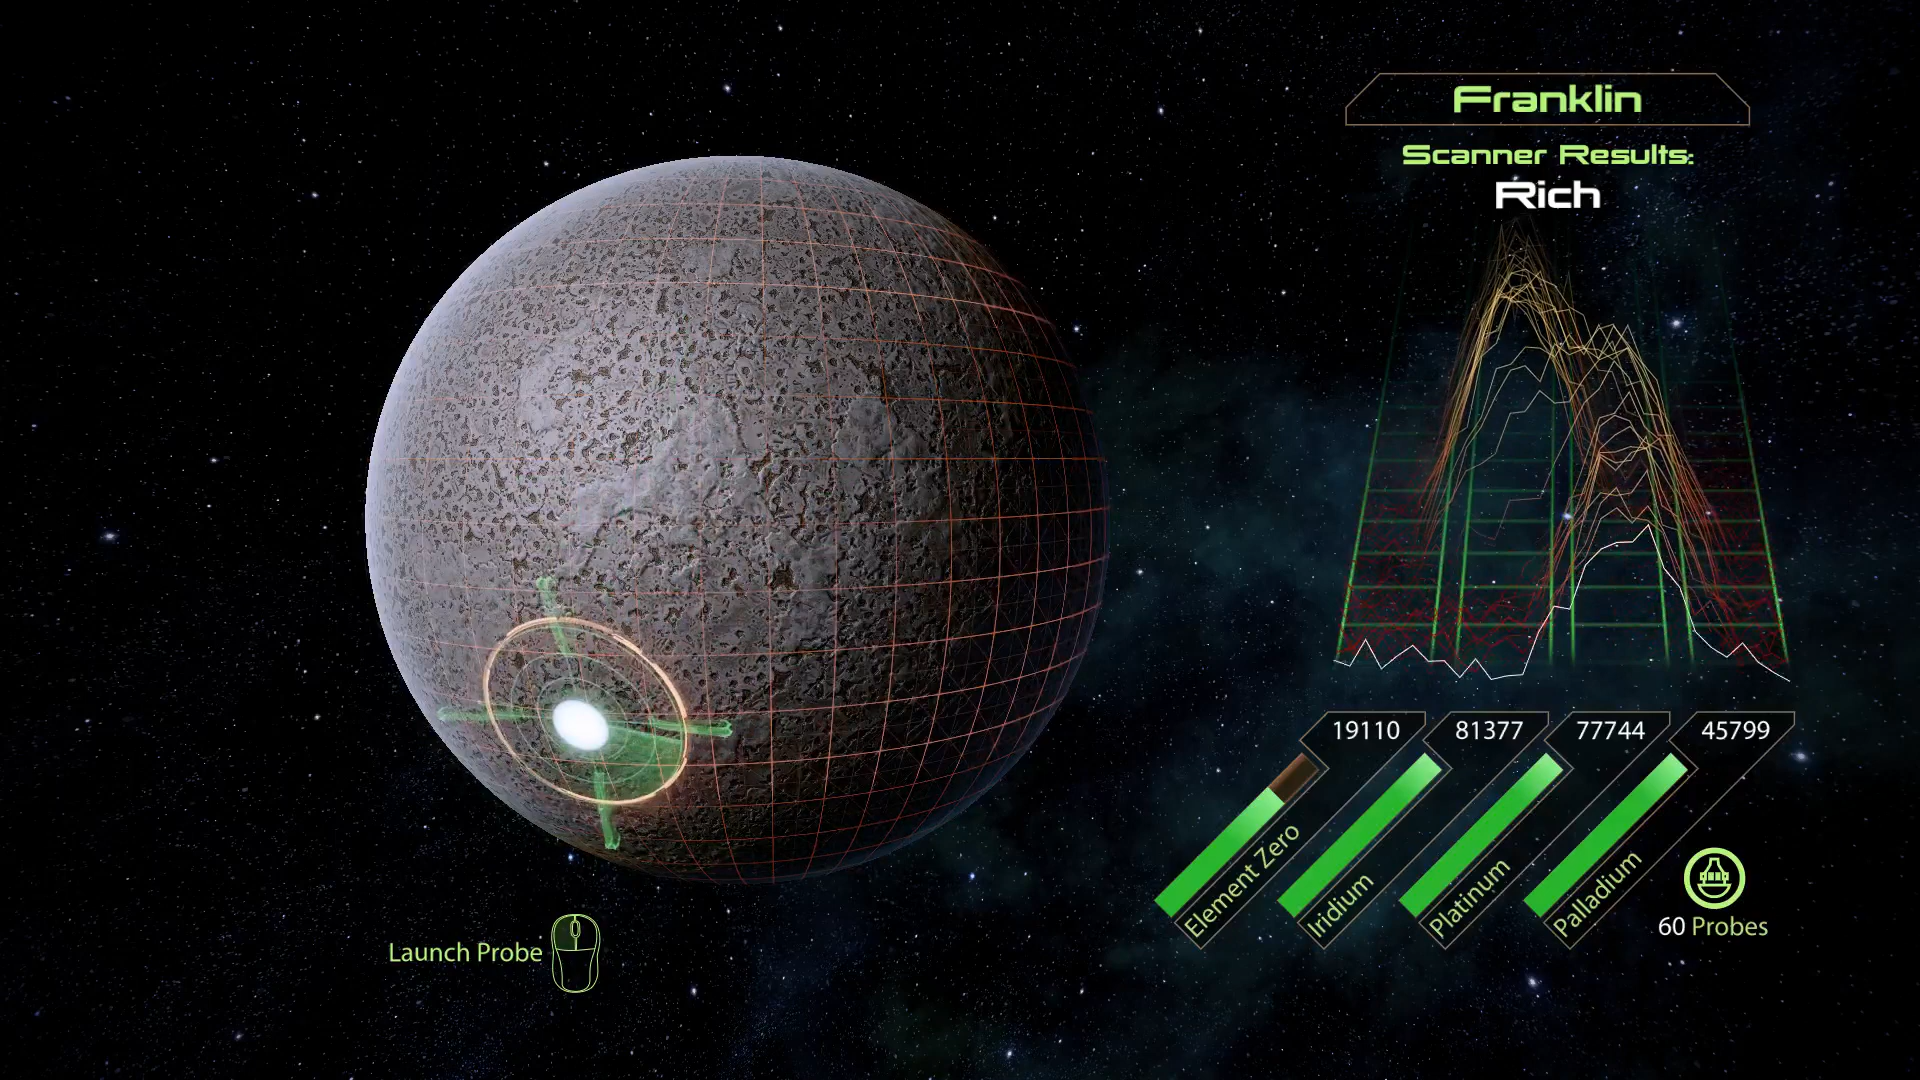 Franklin
Scanner Results:
Rich
19110
81377
77744
45799
Element Zero
Iridium
Platinum
Palladium
60 Probes
Launch Probe